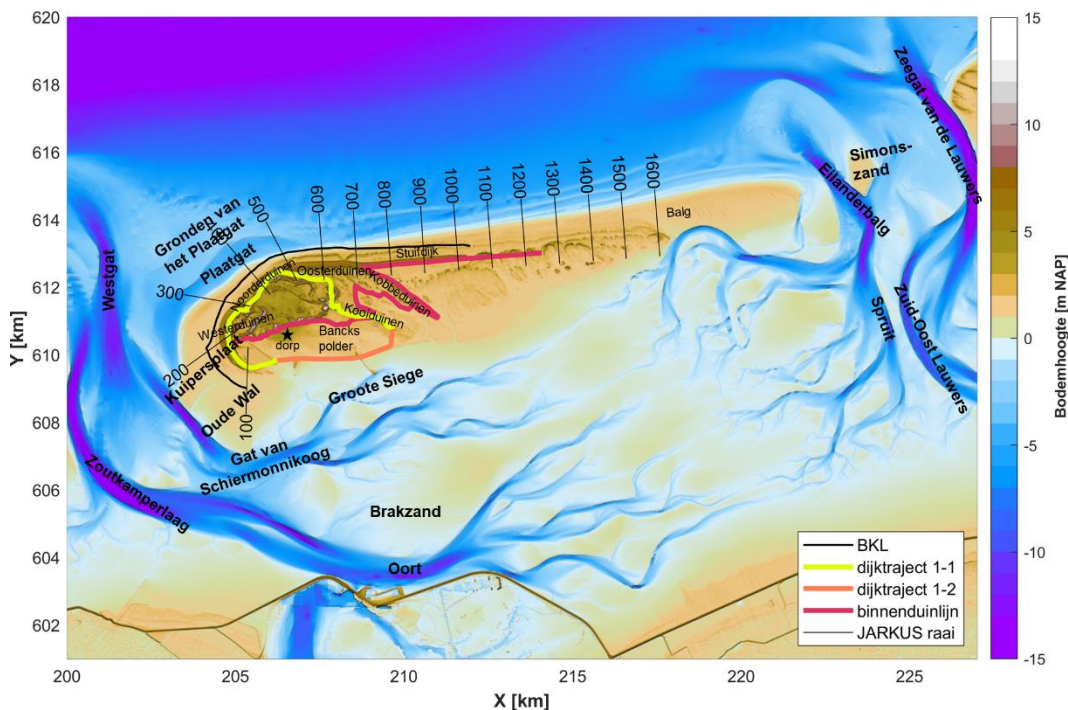 620
618
616
614
612
610
608
606
604
602
Y [km]
200
205
210
215
220
225
X [km]
15
10
5
0
-5
-10
-15
Bodemhoogte [m NAP]
Zeegat van de Lauwers
Simons-
zand
Eilanderbalg
Spruit
Zuid Oost Lauwers
Westgat
Gronden van
het Plaatgat
Plaatgat
100
200
300
500
600
700
800
900
1000
1100
1200
1300
1400
1500
1600
Balg
Stuifdijk
Oosterduinen
Kobbeduinen
Kooiduinen
Westerduinen
Bancks
polder
dorp
Kuipersplaat
Oude Wal
Groote Siege
Gat van
Schiermonnikoog
Zoutkamperlaag
Brakzand
Oort
BKL
dijktraject 1-1
dijktraject 1-2
binnenduinlijn
JARKUS raai